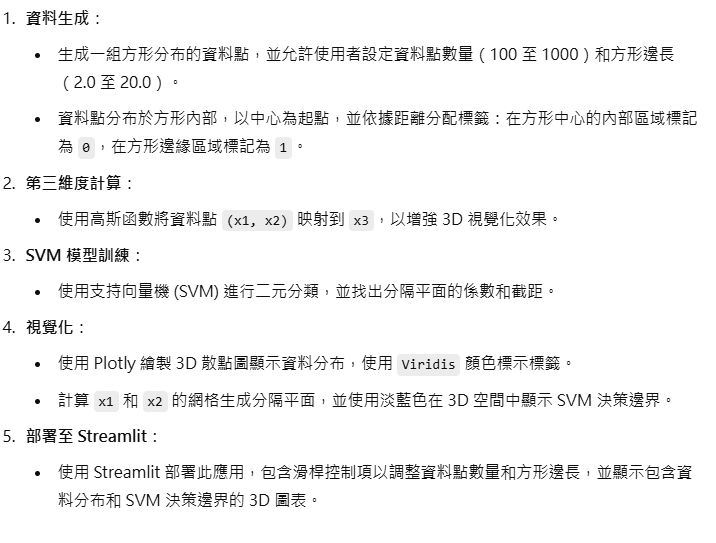 1. 資料生成：
• 生成一組方形分布的資料點，並允許使用者設定資料點數量（100 至 1000）和方形邊長
（2.0 至 20.0）。
• 資料點分布於方形內部，以中心為起點，並依據距離分配標籤：在方形中心的內部區域標記
為 0，在方形邊緣區域標記為 1。
2. 第三維度計算：
• 使用高斯函數將資料點 (x1, x2) 映射到 x3，以增強 3D 視覺化效果。
3. SVM 模型訓練：
• 使用支持向量機 (SVM) 進行二元分類，並找出分隔平面的係數和截距。
4. 視覺化：
• 使用 Plotly 繪製 3D 散點圖顯示資料分布，使用 Viridis 顏色標示標籤。
• 計算 x1 和 x2 的網格生成分隔平面，並使用淡藍色在 3D 空間中顯示 SVM 決策邊界。
5. 部署至 Streamlit：
• 使用 Streamlit 部署此應用，包含滑桿控制項以調整資料點數量和方形邊長，並顯示包含資
料分布和 SVM 決策邊界的 3D 圖表。